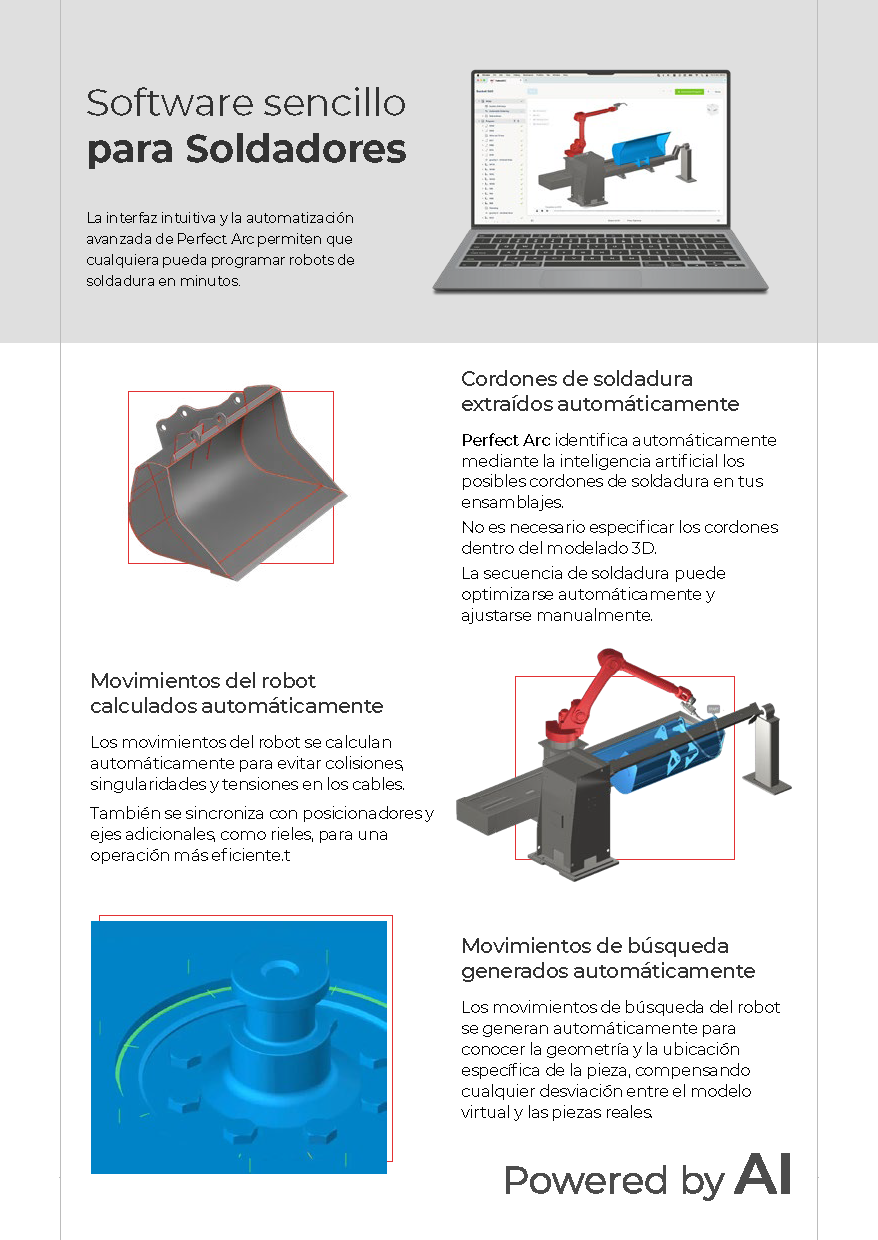 Software sencillo
para Soldadores
La interfaz intuitiva y la automatización
avanzada de Perfect Arc permiten que
cualquiera pueda programar robots de
soldadura en minutos.
Cordones de soldadura
extraídos automáticamente
Perfect Arc identifica automáticamente
mediante la inteligencia artificial los
posibles cordones de soldadura en tus
ensamblajes.
No es necesario especificar los cordones
dentro del modelado 3D.
La secuencia de soldadura puede
optimizarse automáticamente y
ajustarse manualmente.
Movimientos del robot
calculados automáticamente
Los movimientos del robot se calculan
automáticamente para evitar colisiones,
singularidades y tensiones en los cables.
También se sincroniza con posicionadores y
ejes adicionales, como rieles, para una
operación más eficiente.t
Movimientos de búsqueda
generados automáticamente
Los movimientos de búsqueda del robot
se generan automáticamente para
conocer la geometría y la ubicación
específica de la pieza, compensando
cualquier desviación entre el modelo
virtual y las piezas reales.
Powered by AI